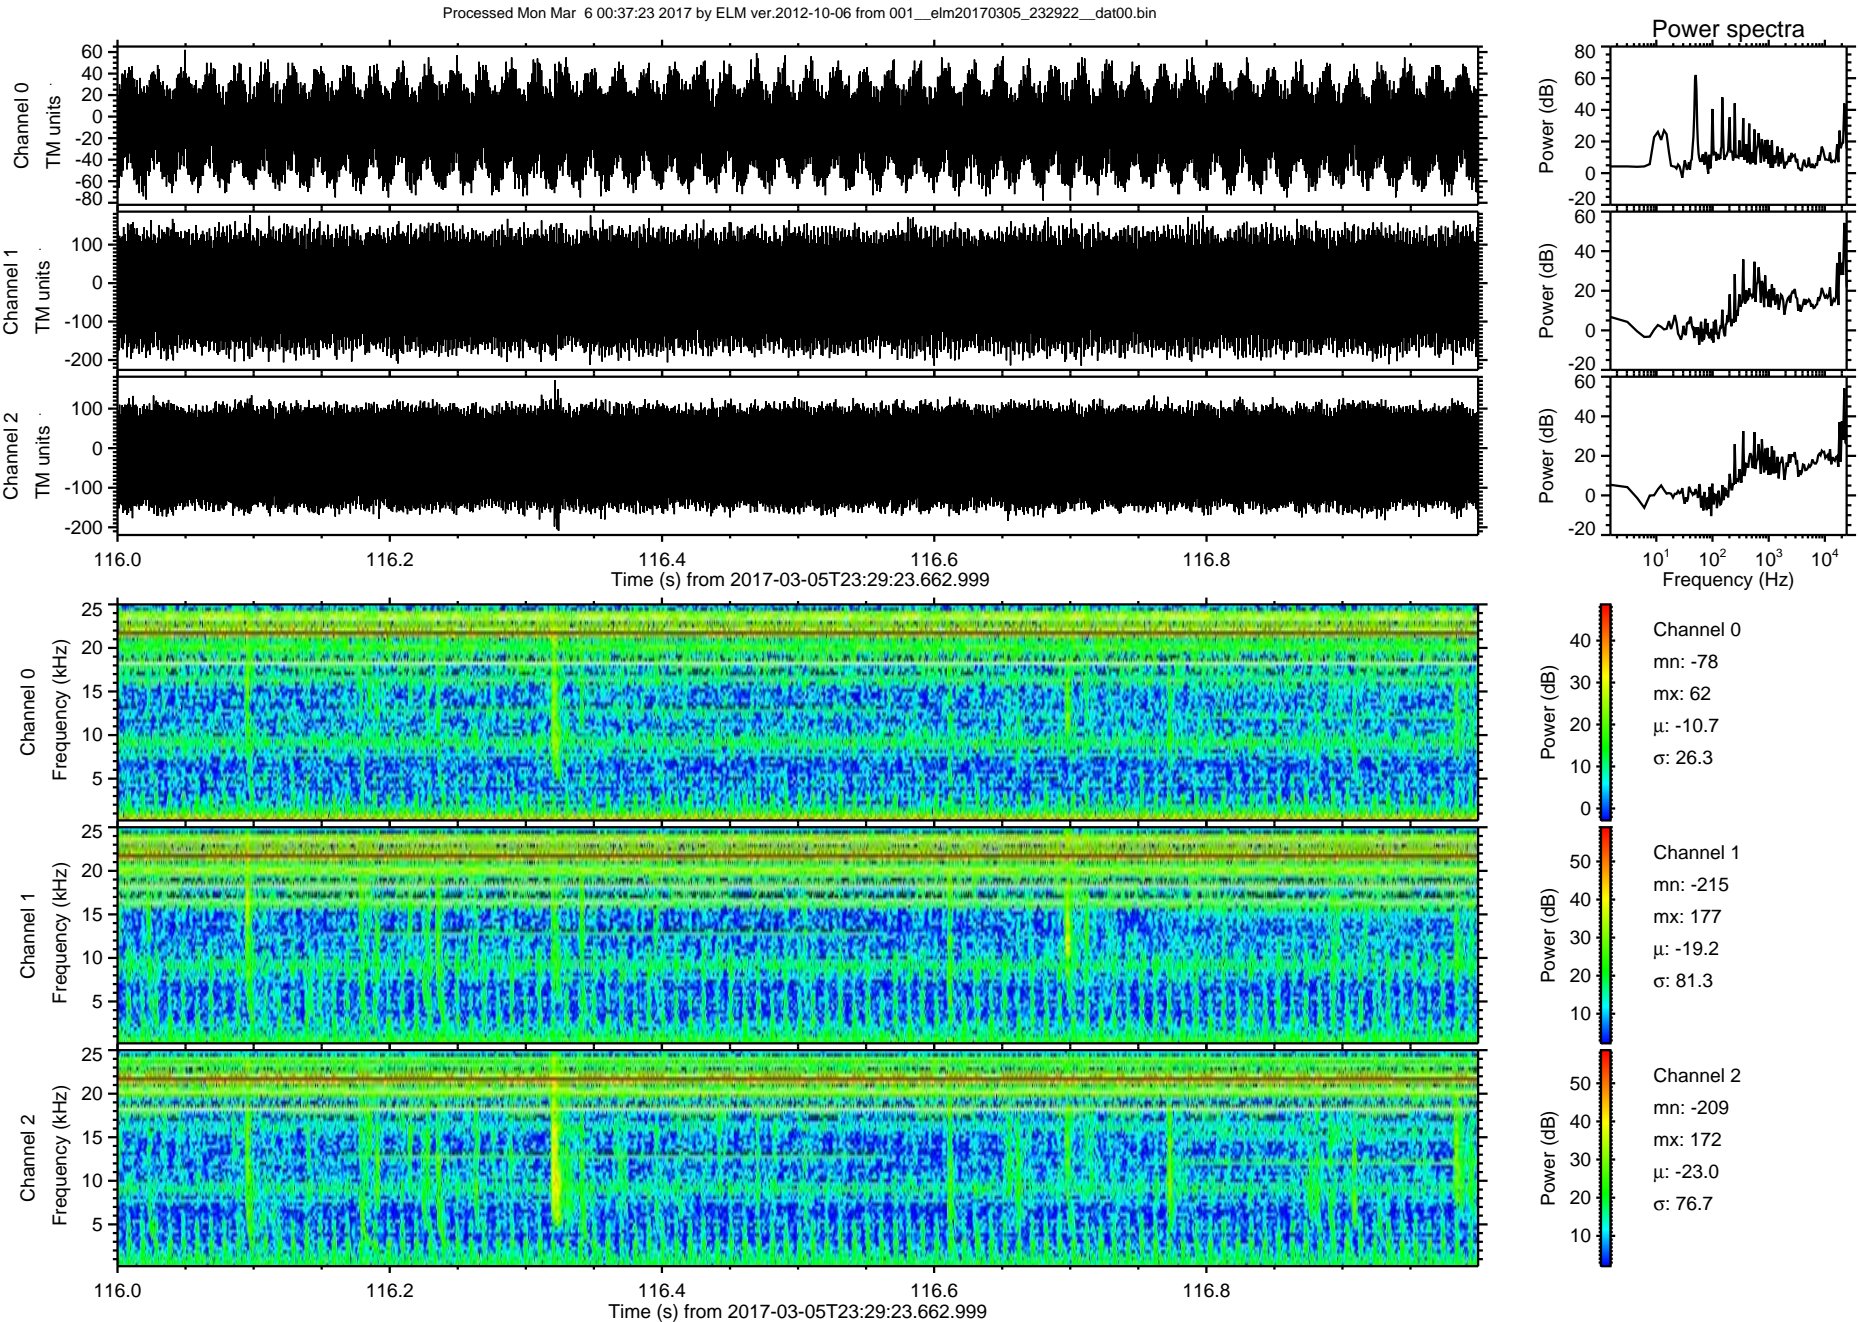 Processed Mon Mar  6 00:37:23 2017 by ELM ver.2012-10-06 from 001__elm20170305_232922__dat00.bin
Power spectra
Channel 0
TM units
60
40
20
0
-20
-40
-60
-80
Power (dB)
80
60
40
20
0
-20
Channel 1
TM units
100
0
-100
-200
Power (dB)
60
40
20
0
-20
Channel 2
TM units
100
0
-100
-200
Power (dB)
60
40
20
0
-20
116.0 116.2 116.4 116.6 116.8
Time (s) from 2017-03-05T23:29:23.662.999
10^1 10^2 10^3 10^4
Frequency (Hz)
Channel 0
Frequency (kHz)
25
20
15
10
5
Power (dB)
40
30
20
10
0
Channel 0
mn: -78
mx: 62
μ: -10.7
σ: 26.3
Channel 1
Frequency (kHz)
25
20
15
10
5
Power (dB)
50
40
30
20
10
Channel 1
mn: -215
mx: 177
μ: -19.2
σ: 81.3
Channel 2
Frequency (kHz)
25
20
15
10
5
Power (dB)
50
40
30
20
10
Channel 2
mn: -209
mx: 172
μ: -23.0
σ: 76.7
116.0 116.2 116.4 116.6 116.8
Time (s) from 2017-03-05T23:29:23.662.999